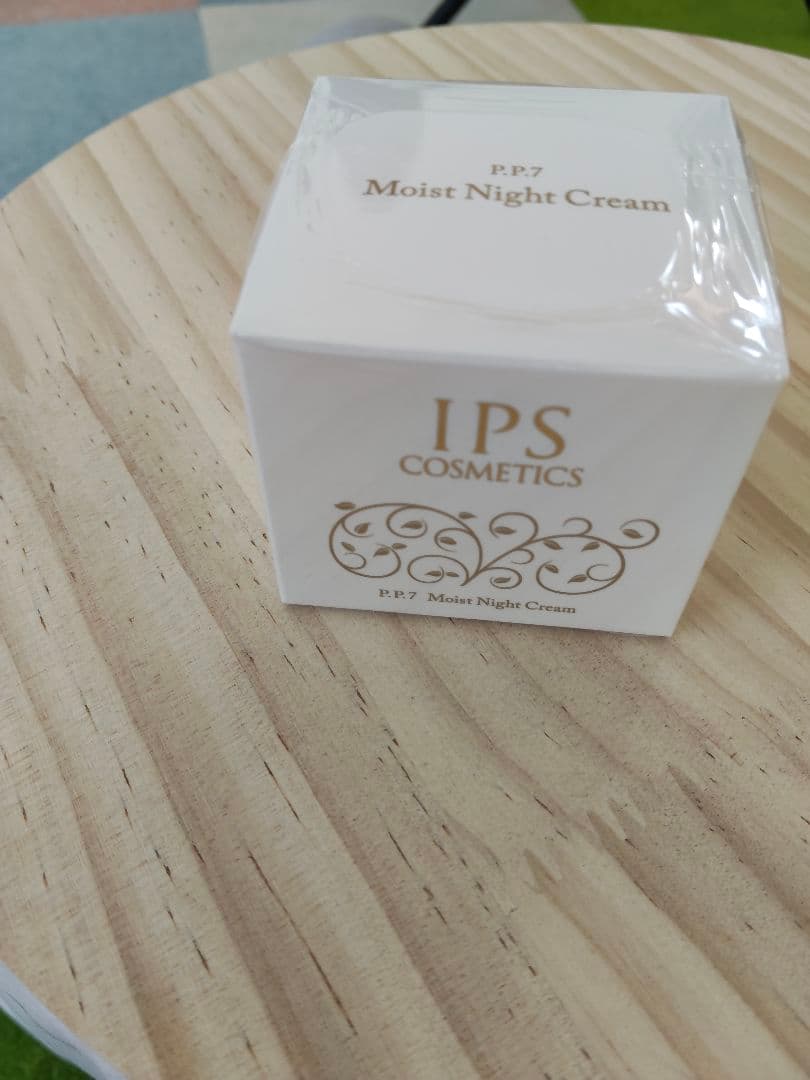 P.P.7
Moist Night Cream
IPS
COSMETICS
P.P.7 Moist Night Cream